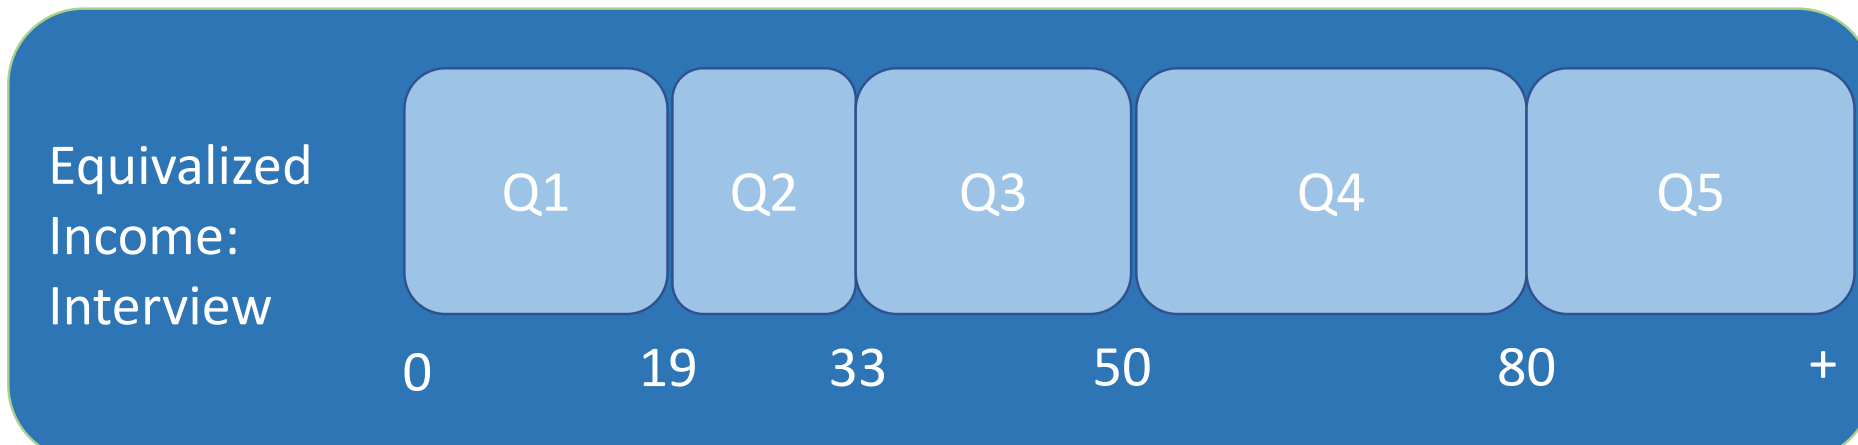 Equivalized
Income:
Interview
Q1 Q2 Q3 Q4 Q5
0 19 33 50 80 +